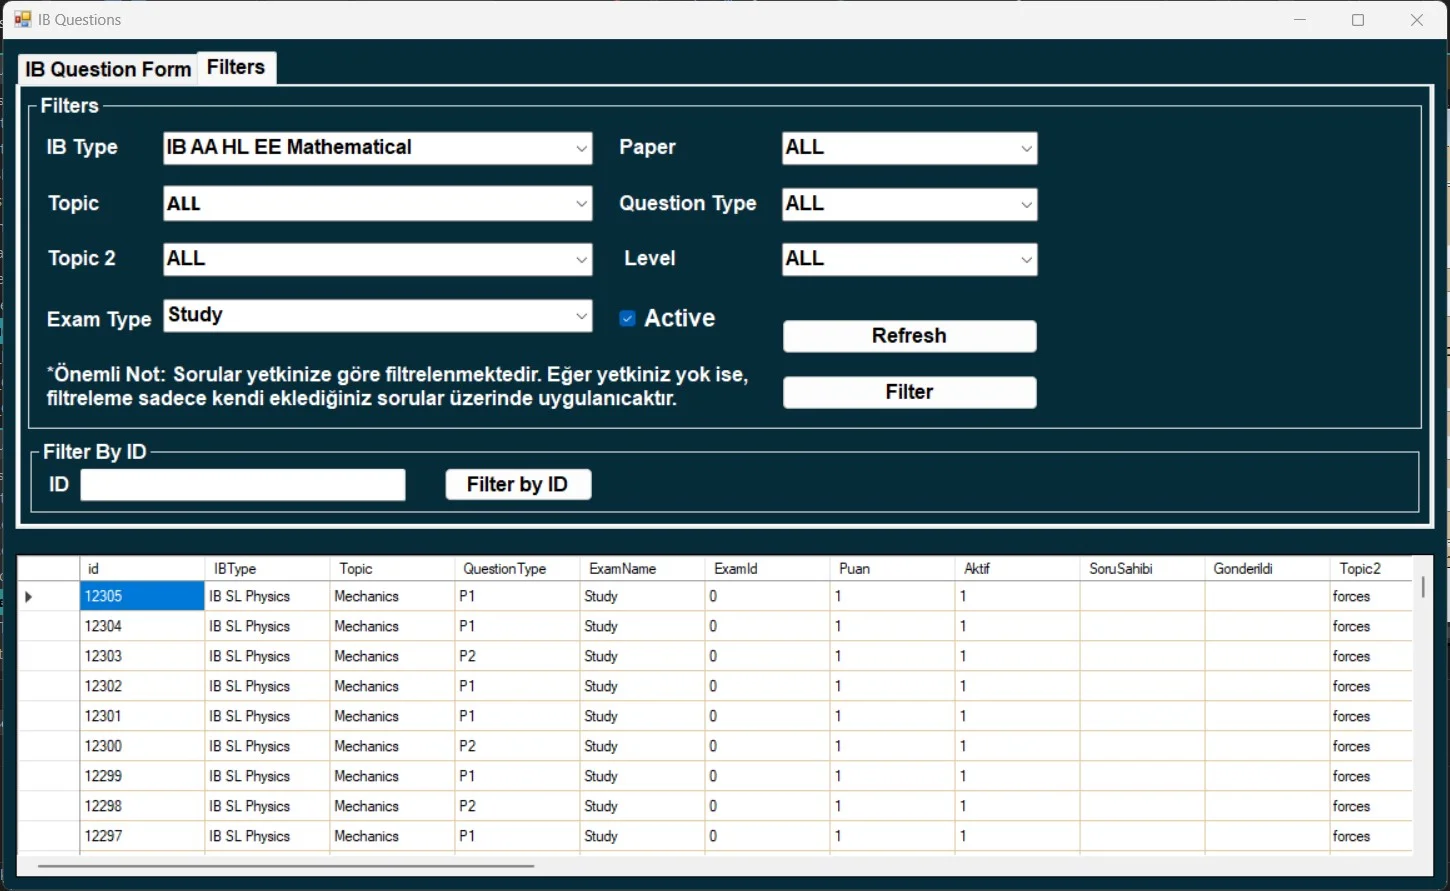 IB Questions
IB Question Form Filters
Filters
IB Type IB AA HL EE Mathematical Paper ALL
Topic ALL Question Type ALL
Topic 2 ALL Level ALL
Exam Type Study Active
Refresh
*Önemli Not: Sorular yetkinize göre filtrelenmektedir. Eğer yetkiniz yok ise,
filtreleme sadece kendi eklediğiniz sorular üzerinde uygulanıcaktır.
Filter
Filter By ID
ID Filter by ID
id IBType Topic QuestionType ExamName ExamId Puan Aktif SoruSahibi Gonderildi Topic2
12305 IB SL Physics Mechanics P1 Study 0 1 1 forces
12304 IB SL Physics Mechanics P1 Study 0 1 1 forces
12303 IB SL Physics Mechanics P2 Study 0 1 1 forces
12302 IB SL Physics Mechanics P1 Study 0 1 1 forces
12301 IB SL Physics Mechanics P1 Study 0 1 1 forces
12300 IB SL Physics Mechanics P2 Study 0 1 1 forces
12299 IB SL Physics Mechanics P1 Study 0 1 1 forces
12298 IB SL Physics Mechanics P2 Study 0 1 1 forces
12297 IB SL Physics Mechanics P1 Study 0 1 1 forces